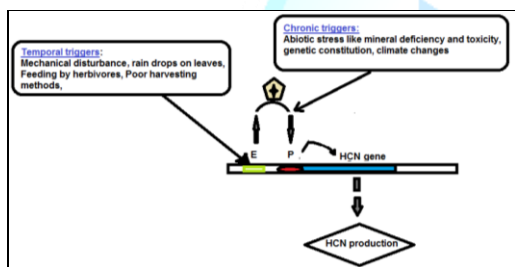 Chronic triggers:
Abiotic stress like mineral deficiency and toxicity,
genetic constitution, climate changes
Temporal triggers:
Mechanical disturbance, rain drops on leaves,
Feeding by herbivores, Poor harvesting
methods,
E P HCN gene
HCN production